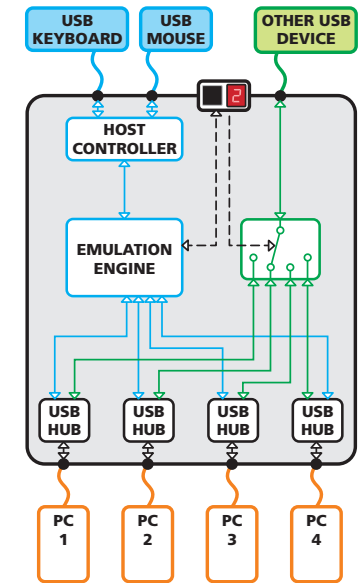 USB
KEYBOARD
USB
MOUSE
OTHER USB
DEVICE
2
HOST
CONTROLLER
EMULATION
ENGINE
USB
HUB
USB
HUB
USB
HUB
USB
HUB
PC
1
PC
2
PC
3
PC
4